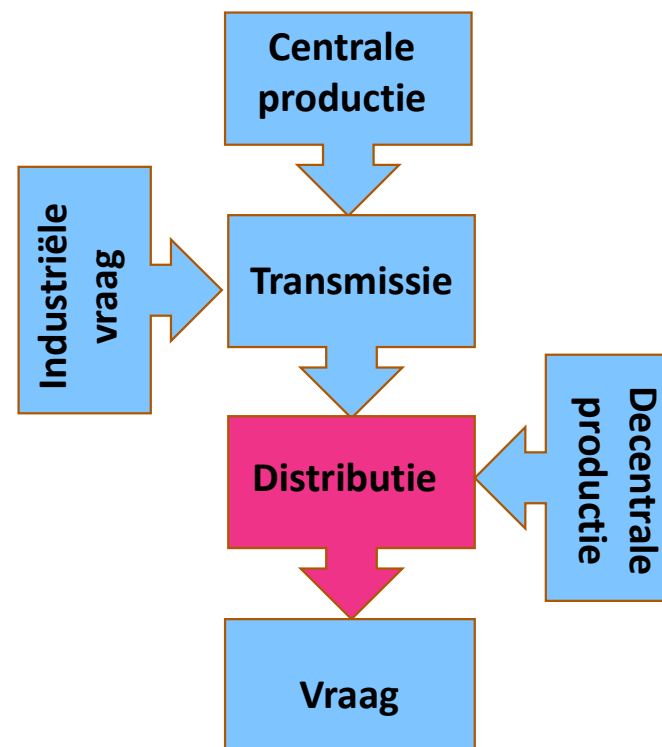 Centrale
productie
Industriële
vraag
Transmissie
Distributie
Decentrale
productie
Vraag